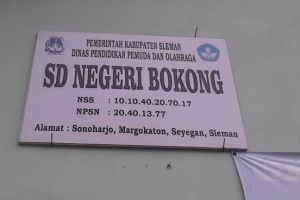 PEMERINTAH KABUPATEN SLEMAN
DINAS PENDIDIKAN PEMUDA DAN OLAHRAGA
SD NEGERI BOKONG
NSS : 10.10.40.20.70.17
NPSN : 20.40.13.77
Alamat : Sonoharjo, Margokaton, Seyegan, Sleman